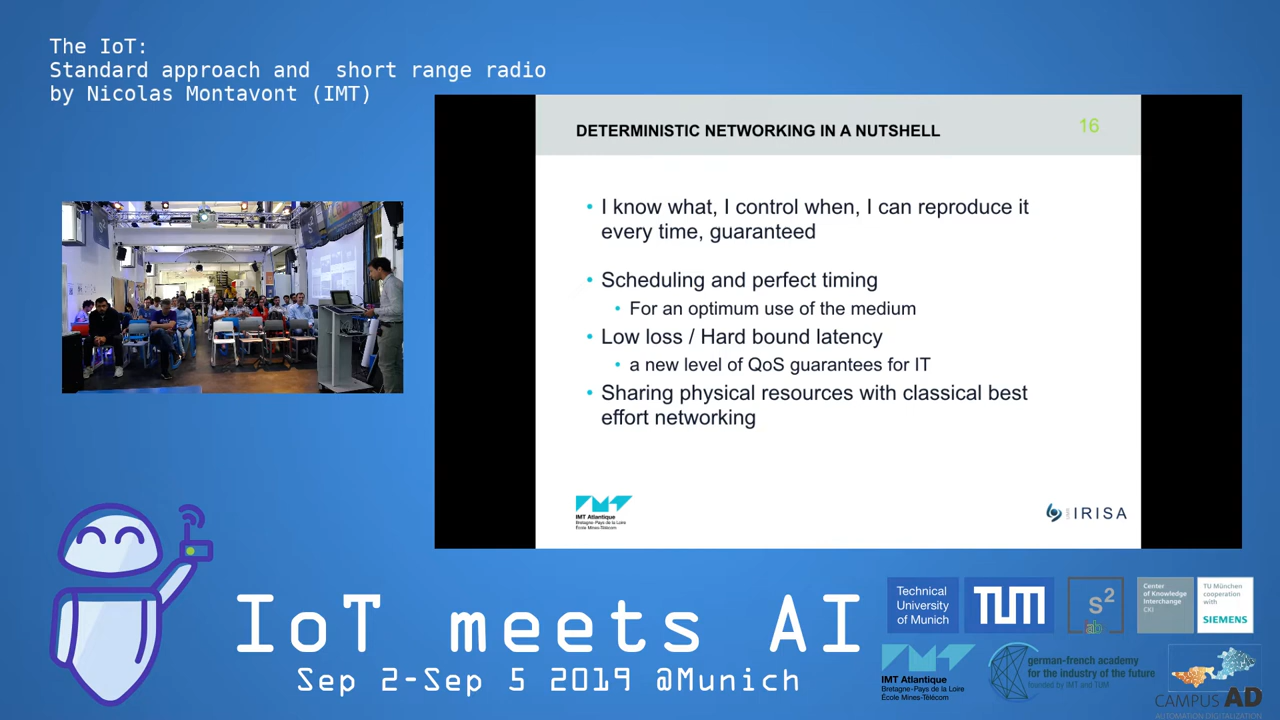 The IoT:
Standard approach and short range radio
by Nicolas Montavont (IMT)
DETERMINISTIC NETWORKING IN A NUTSHELL
16
• I know what, I control when, I can reproduce it
every time, guaranteed
• Scheduling and perfect timing
• For an optimum use of the medium
• Low loss / Hard bound latency
• a new level of QoS guarantees for IT
• Sharing physical resources with classical best
effort networking
IMT Atlantique
Bretagne-Pays de la Loire
École Mines-Télécom
IRISA
IoT meets AI
Sep 2-Sep 5 2019 @Munich
Technical
University
of Munich
TUM
s2
lab
Center
of Knowledge
Interchange
CKI
TU München
cooperation
with
SIEMENS
IMT Atlantique
Bretagne-Pays de la Loire
École Mines-Télécom
german-french academy
for the industry of the future
founded by IMT and TUM
CAMPUS AD
AUTOMATION DIGITALIZATION